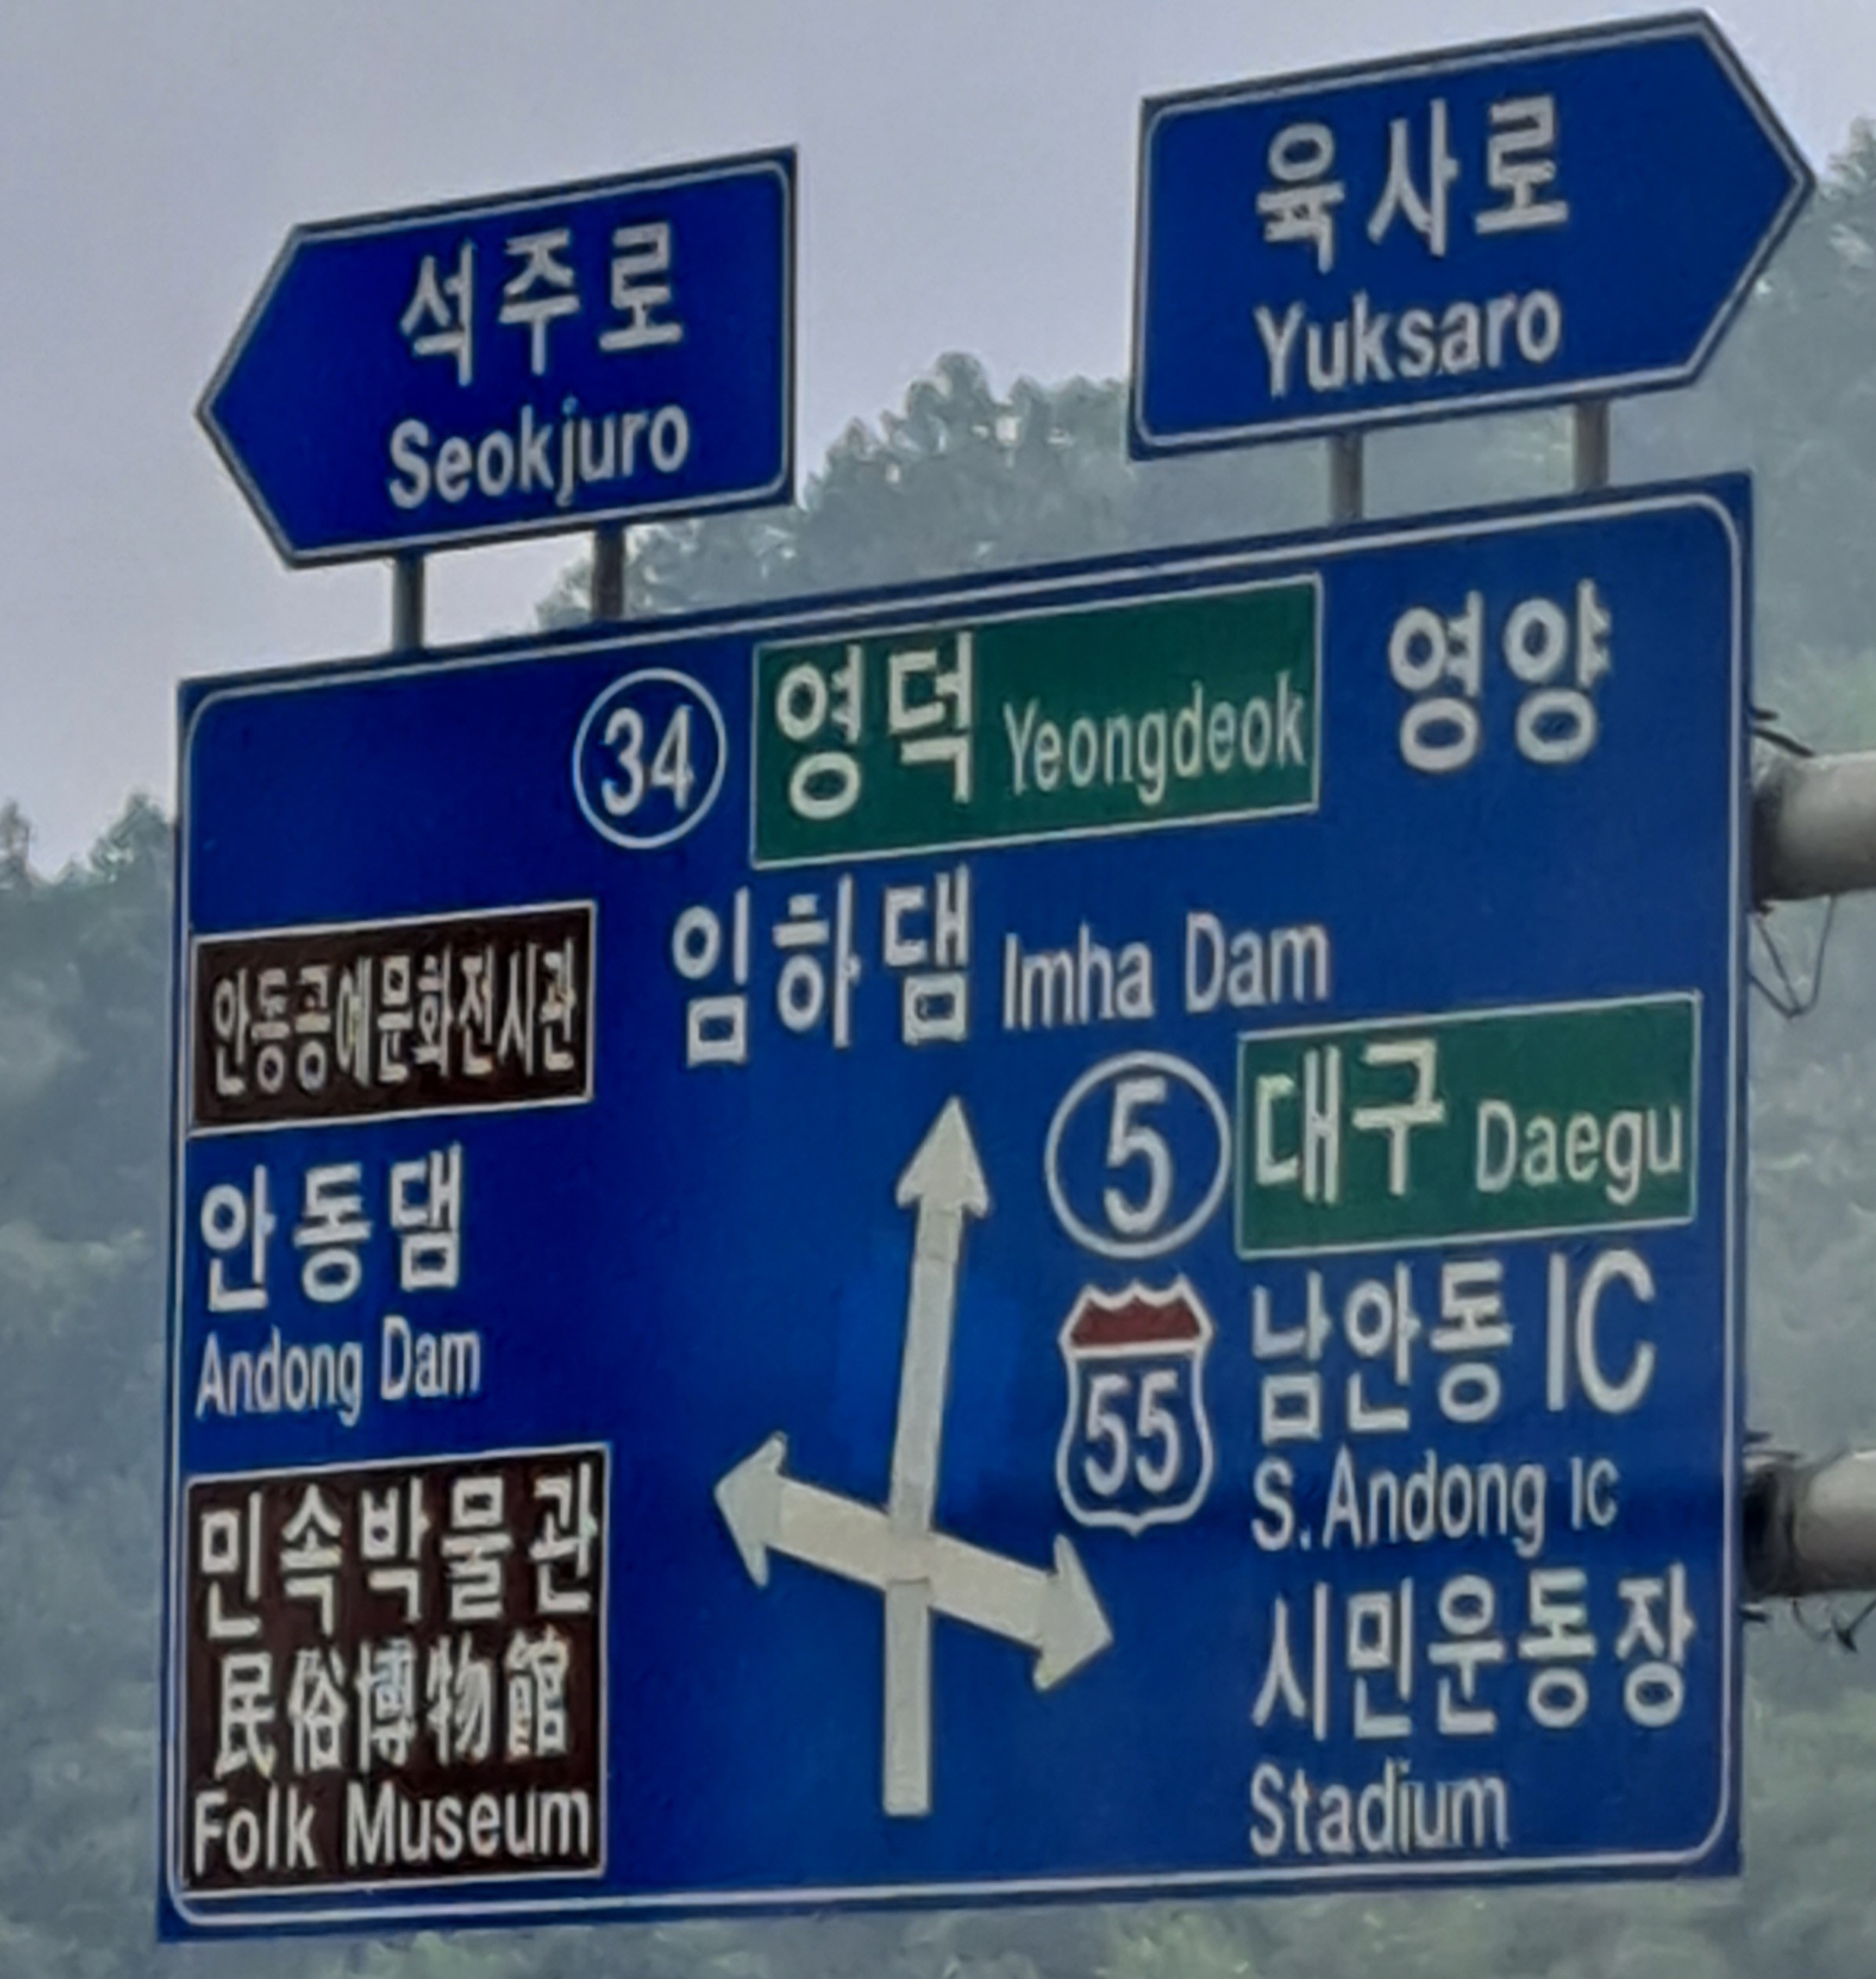 석주로
Seokjuro
육사로
Yuksaro
34 영덕 Yeongdeok 영양
임하댐 Imha Dam
안동공예문화전시관
안동댐
Andong Dam
민속박물관
民俗博物館
Folk Museum
5 대구 Daegu
55 남안동 IC
S. Andong IC
시민운동장
Stadium